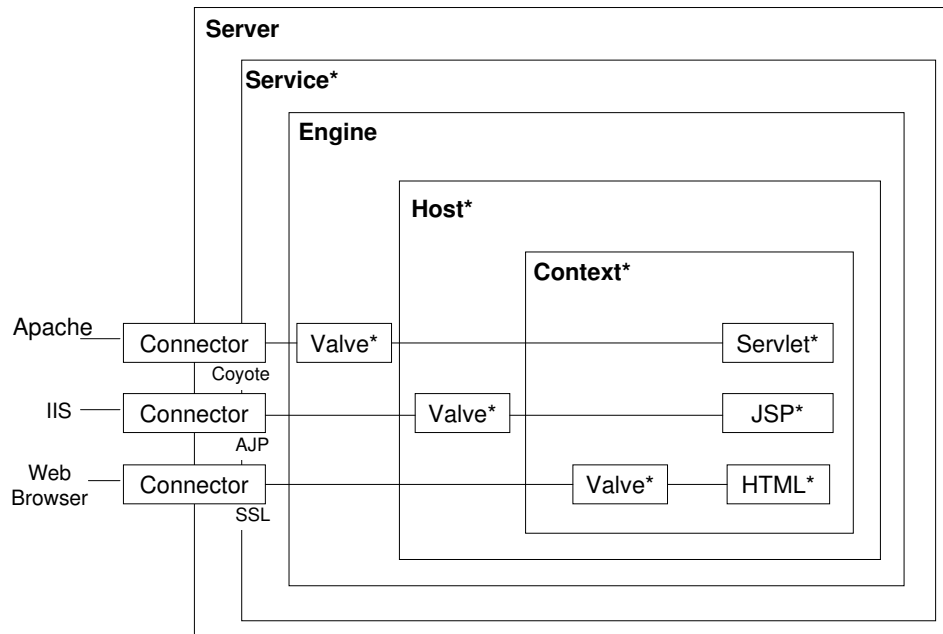 Server
Service*
Engine
Host*
Context*
Apache
Connector
Valve*
Servlet*
Coyote
IIS
Connector
Valve*
JSP*
AJP
Web
Browser
Connector
Valve*
HTML*
SSL